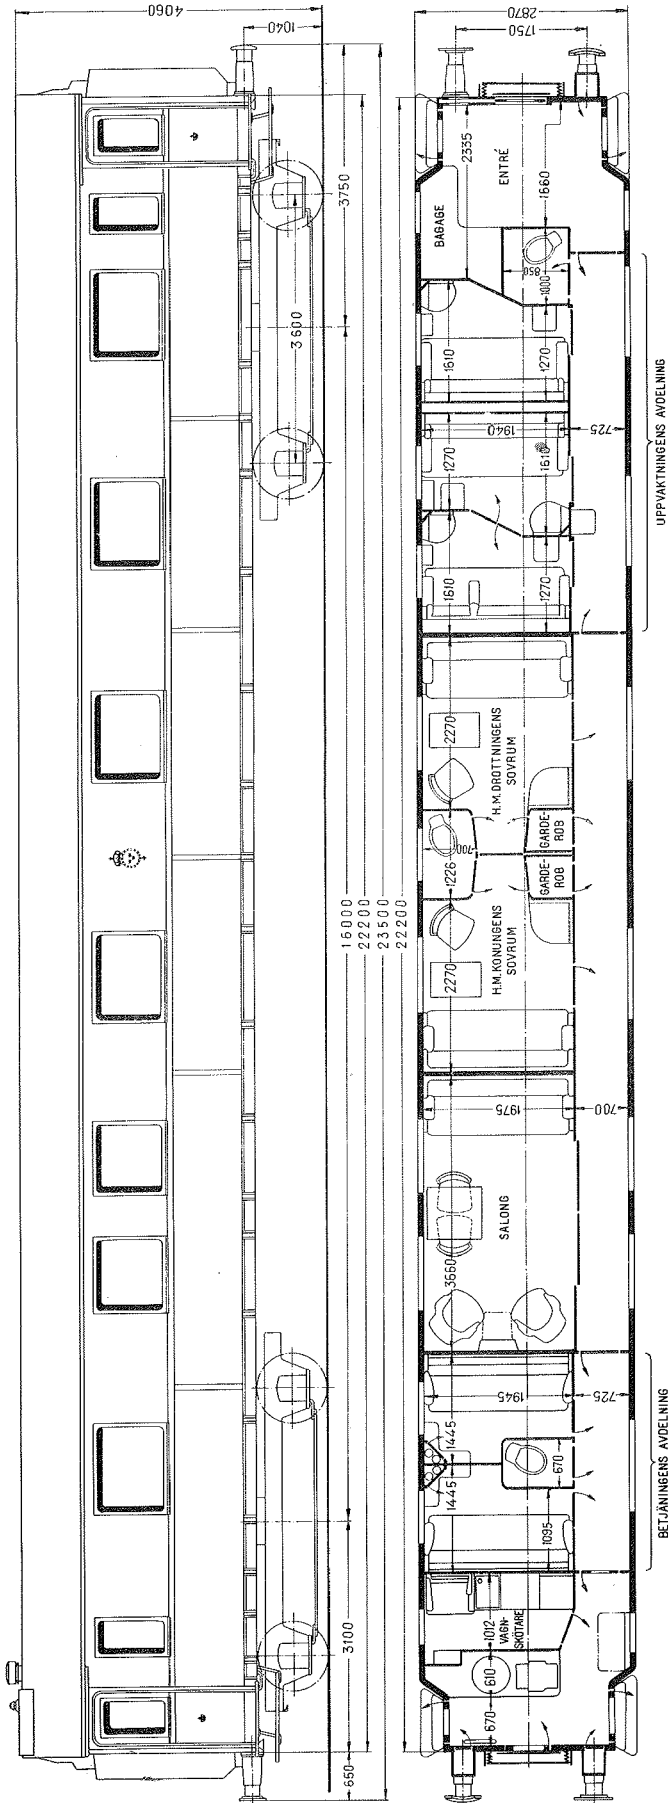 4060
1040
3750
3600
16000
22200
23500
22200
3100
650
2870
1750
2335
ENTRÉ
1660
BAGAGE
850
1000
1610
1270
1940
725
1270
1610
1610
1270
UPPVAKTNINGENS AVDELNING
2270
H.M. DROTTNINGENS
SOVRUM
700
GARDE-
ROB
1226
GARDE-
ROB
H.M. KONUNGENS
SOVRUM
2270
1975
700
SALONG
3660
1945
725
1445
670
1445
1095
BETJÄNINGENS AVDELNING
1012
VAGN-
SKÖTARE
610
670